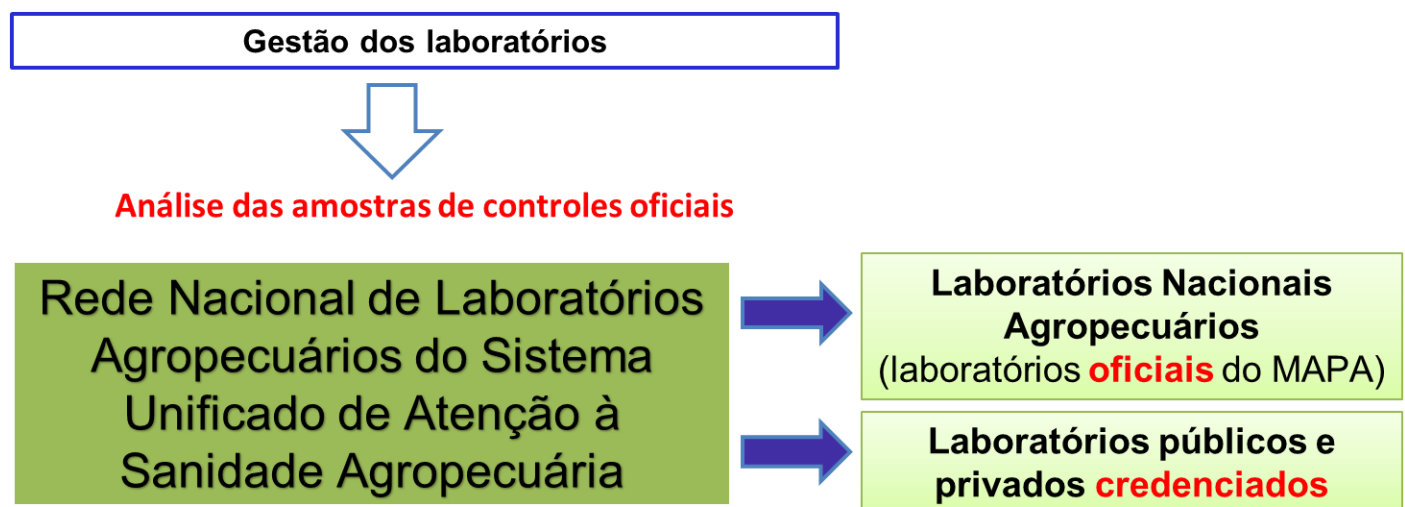 Gestão dos laboratórios
Análise das amostras de controles oficiais
Rede Nacional de Laboratórios
Agropecuários do Sistema
Unificado de Atenção à
Sanidade Agropecuária
Laboratórios Nacionais
Agropecuários
(laboratórios oficiais do MAPA)
Laboratórios públicos e
privados credenciados